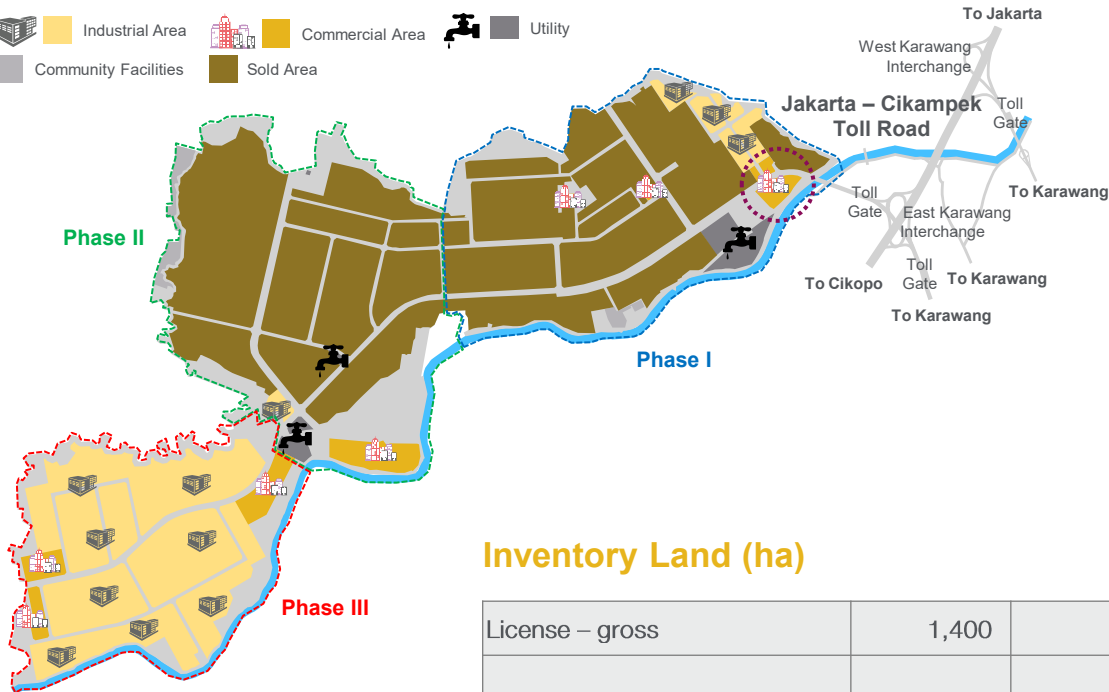 Industrial Area
Commercial Area
Utility
Community Facilities
Sold Area
To Jakarta
West Karawang
Interchange
Jakarta – Cikampek
Toll Road
Toll
Gate
To Karawang
Toll
Gate
East Karawang
Interchange
To Cikopo
Toll
Gate
To Karawang
To Karawang
Phase II
Phase I
Phase III
Inventory Land (ha)
License – gross 1,400